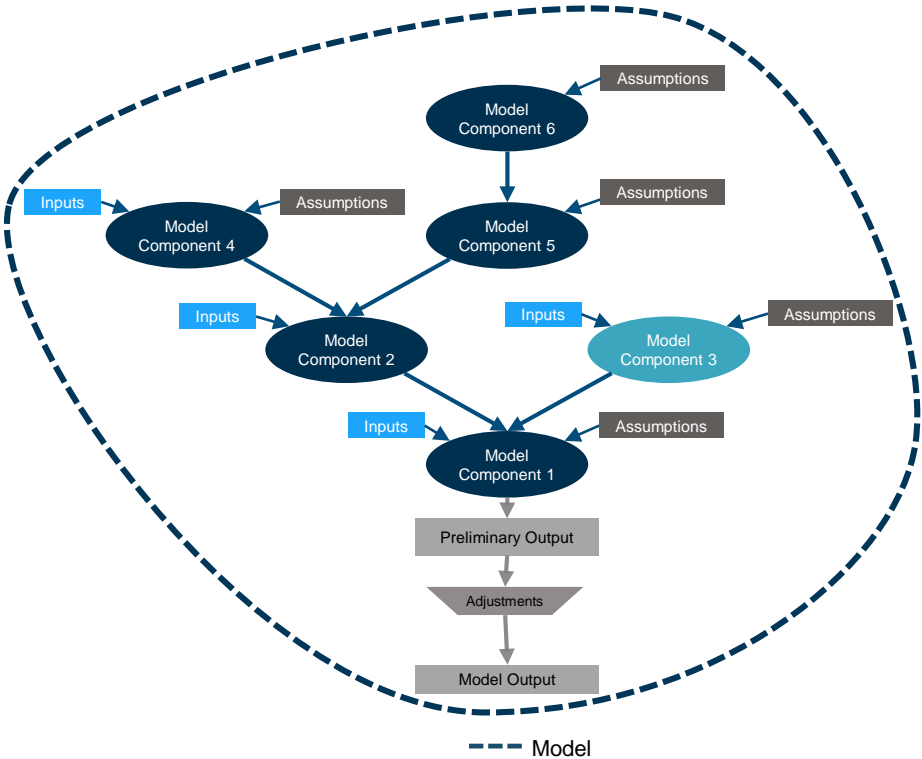 Assumptions
Model
Component 6
Inputs
Assumptions
Assumptions
Model
Component 4
Model
Component 5
Inputs
Inputs
Assumptions
Model
Component 2
Model
Component 3
Inputs
Assumptions
Model
Component 1
Preliminary Output
Adjustments
Model Output
Model